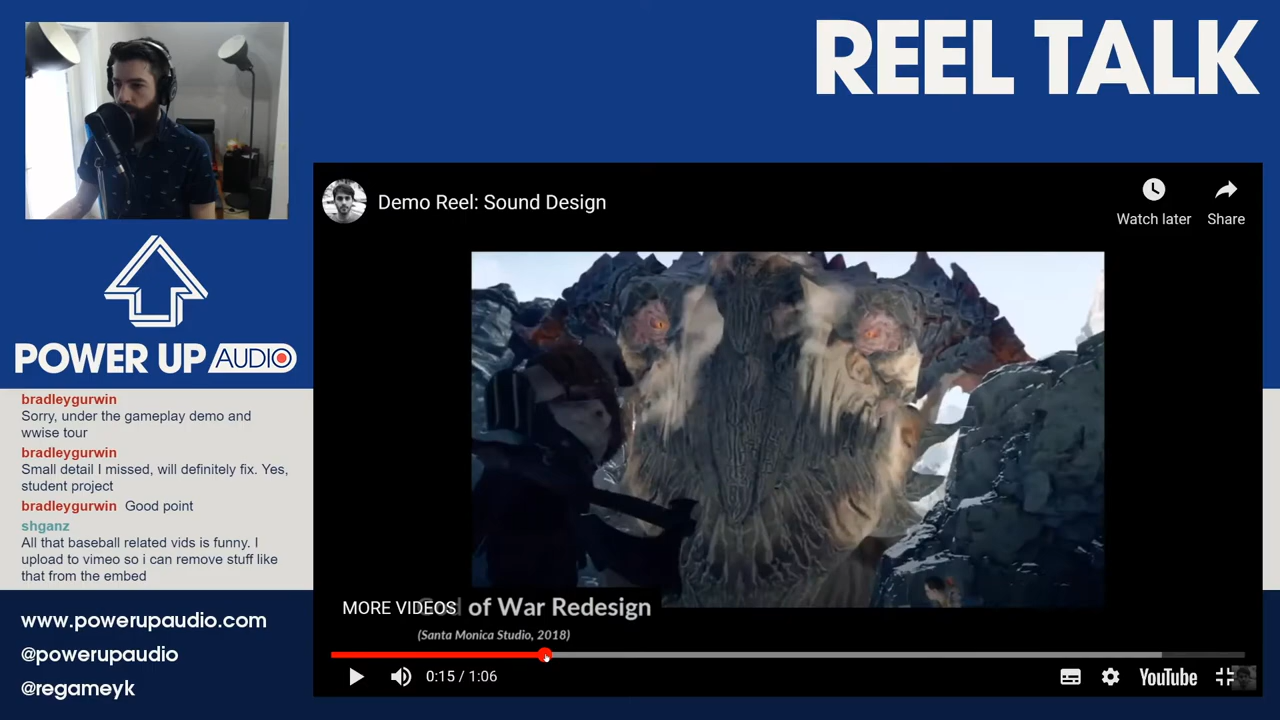 REEL TALK
Demo Reel: Sound Design
Watch later
Share
POWER UP AUDIO
bradleygurwin
Sorry, under the gameplay demo and
wwise tour
bradleygurwin
Small detail I missed, will definitely fix. Yes,
student project
bradleygurwin Good point
shganz
All that baseball related vids is funny. I
upload to vimeo so i can remove stuff like
that from the embed
www.powerupaudio.com
@powerupaudio
@regameyk
MORE VIDEOS
God of War Redesign
(Santa Monica Studio, 2018)
0:15 / 1:06
YouTube